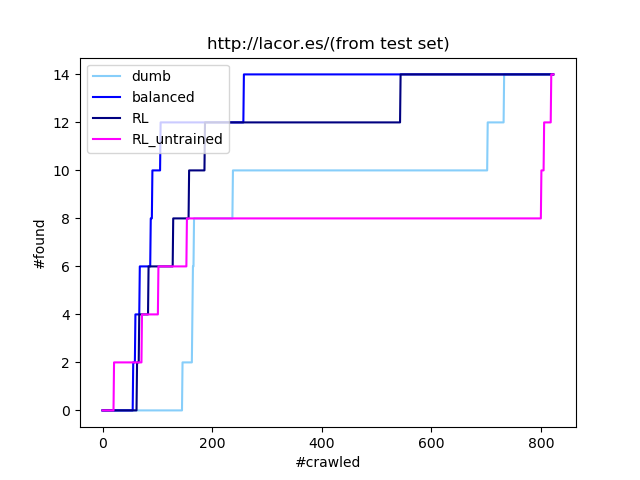 http://lacor.es/(from test set)
dumb
balanced
RL
RL_untrained
#found
14
12
10
8
6
4
2
0
0 200 400 600 800
#crawled